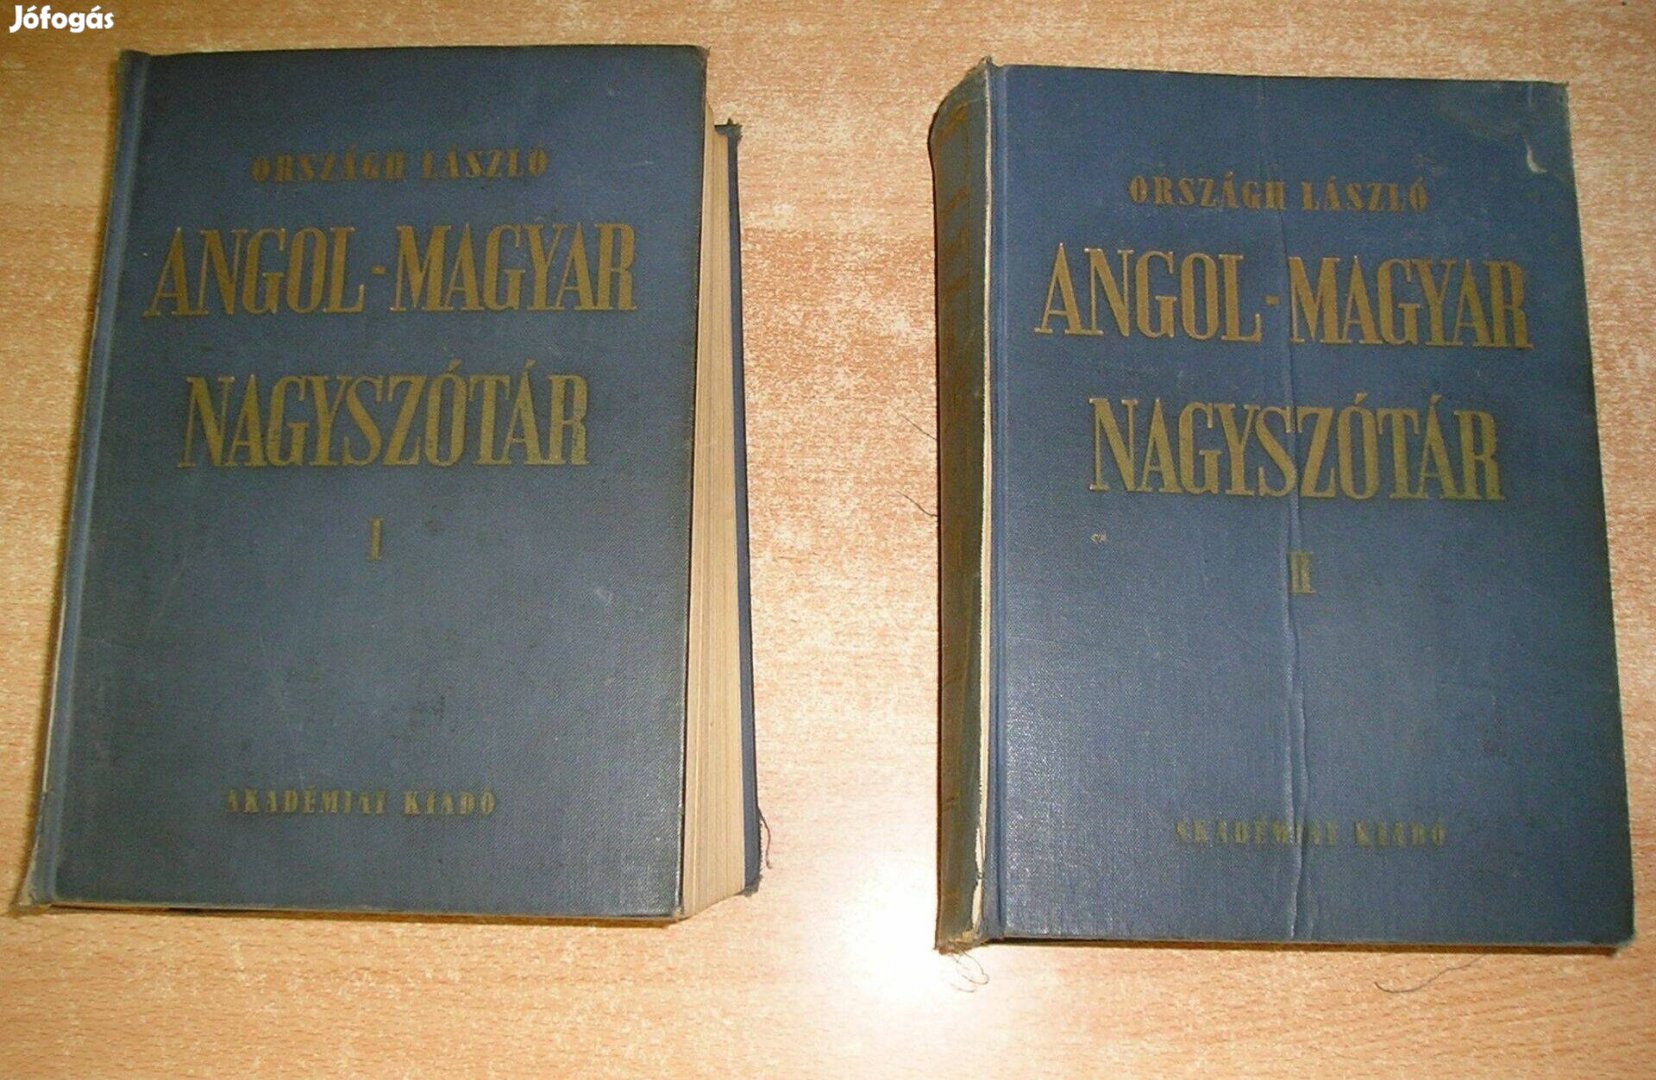 Jófogás
ORSZÁGH LÁSZLÓ
ANGOL-MAGYAR
NAGYSZÓTÁR
I
AKADÉMIAI KIADÓ
ORSZÁGH LÁSZLÓ
ANGOL-MAGYAR
NAGYSZÓTÁR
II
AKADÉMIAI KIADÓ